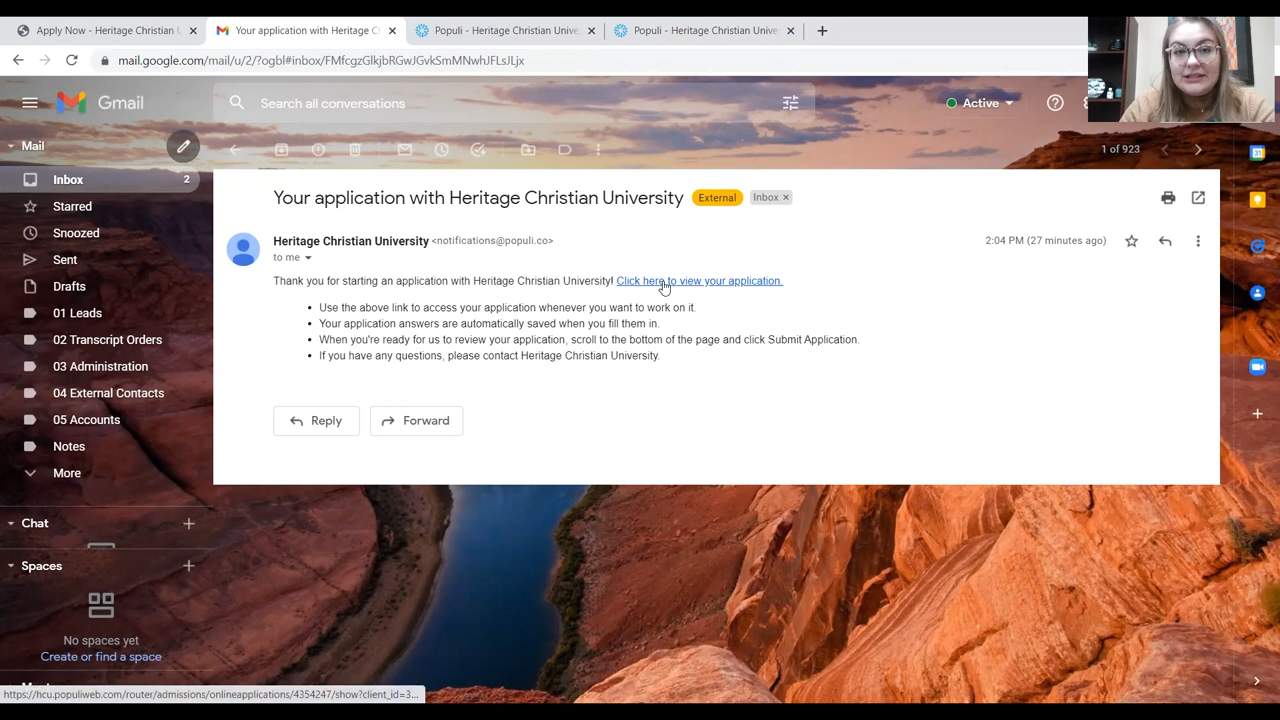 Apply Now - Heritage Christian U
Your application with Heritage C
Populi - Heritage Christian Unive
Populi - Heritage Christian Unive
mail.google.com/mail/u/2/?ogbl#inbox/FMfcgzGlkjbRGwJGvkSmMNwhJFLsJLjx
Gmail
Search all conversations
Active
Mail
1 of 923
Inbox 2
Starred
Snoozed
Sent
Drafts
01 Leads
02 Transcript Orders
03 Administration
04 External Contacts
05 Accounts
Notes
More
Chat
Spaces
No spaces yet
Create or find a space
Your application with Heritage Christian University External Inbox ×
Heritage Christian University <notifications@populi.co> 2:04 PM (27 minutes ago)
to me
Thank you for starting an application with Heritage Christian University! Click here to view your application.
• Use the above link to access your application whenever you want to work on it.
• Your application answers are automatically saved when you fill them in.
• When you're ready for us to review your application, scroll to the bottom of the page and click Submit Application.
• If you have any questions, please contact Heritage Christian University.
Reply Forward
https://hcu.populiweb.com/router/admissions/onlineapplications/4354247/show?client_id=3...